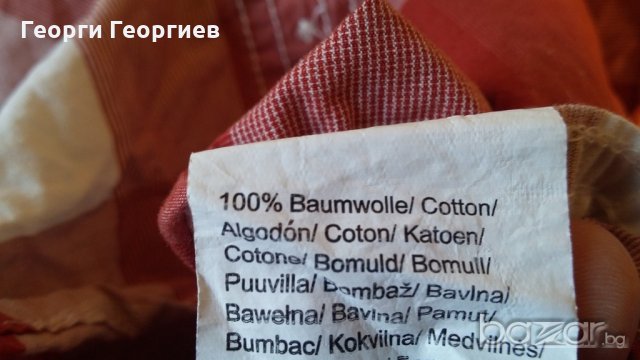 Георги Георгиев
100% Baumwolle/ Cotton/
Algodón/ Coton/ Katoen/
Cotone/ Bomuld/ Bomull/
Puuvilla/ Bombaž/ Bavlna/
Bawełna/ Bavlna/ Pamut/
Bumbac/ Kokvilna/ Medvilnės/
bazar.bg